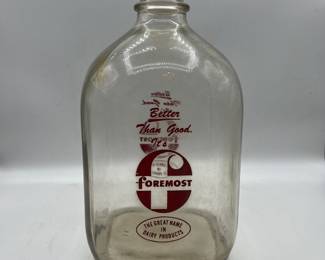 Better
Than Good.
It's
f
FOREMOST
THE GREAT NAME
IN
DAIRY PRODUCTS